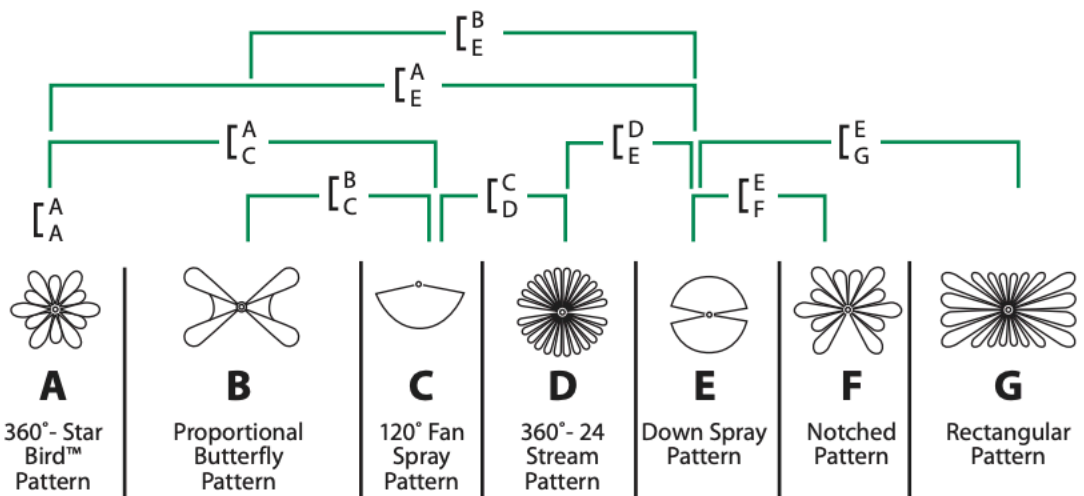 B
E
A
E
A
C
D
E
E
G
B
C
C
D
E
F
A
A
A
B
C
D
E
F
G
360˚- Star
Bird™
Pattern
Proportional
Butterfly
Pattern
120˚ Fan
Spray
Pattern
360˚- 24
Stream
Pattern
Down Spray
Pattern
Notched
Pattern
Rectangular
Pattern